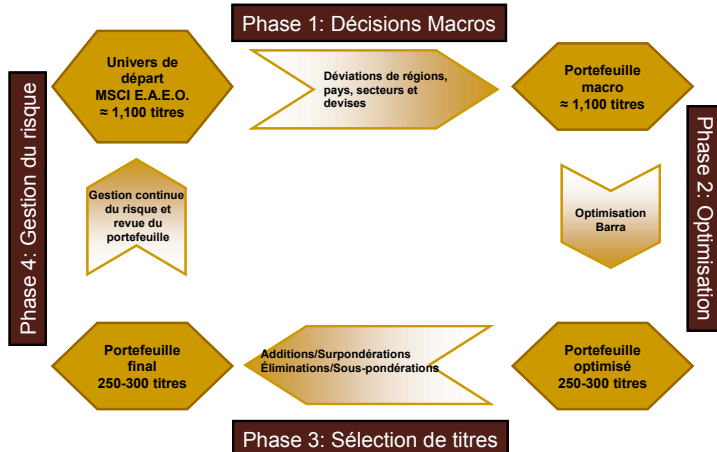 Phase 1: Décisions Macros
Univers de
départ
MSCI E.A.E.O.
≈ 1,100 titres
Déviations de régions,
pays, secteurs et
devises
Portefeuille
macro
≈ 1,100 titres
Phase 2: Optimisation
Optimisation
Barra
Portefeuille
optimisé
250-300 titres
Phase 3: Sélection de titres
Additions/Surpondérations
Éliminations/Sous-pondérations
Portefeuille
final
250-300 titres
Phase 4: Gestion du risque
Gestion continue
du risque et
revue du
portefeuille